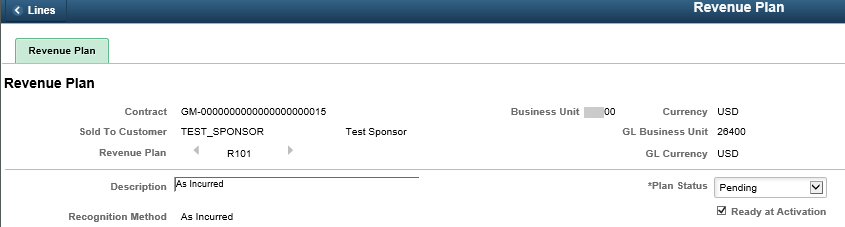 Lines
Revenue Plan
Revenue Plan
Revenue Plan
Contract GM-0000000000000000000015 Business Unit 00 Currency USD
Sold To Customer TEST_SPONSOR Test Sponsor GL Business Unit 26400
Revenue Plan R101 GL Currency USD
Description As Incurred *Plan Status Pending
Recognition Method As Incurred Ready at Activation